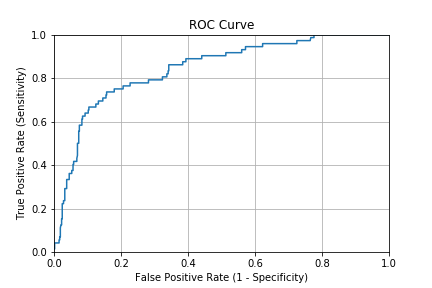 ROC Curve
1.0
0.8
0.6
0.4
0.2
0.0
True Positive Rate (Sensitivity)
0.0 0.2 0.4 0.6 0.8 1.0
False Positive Rate (1 - Specificity)